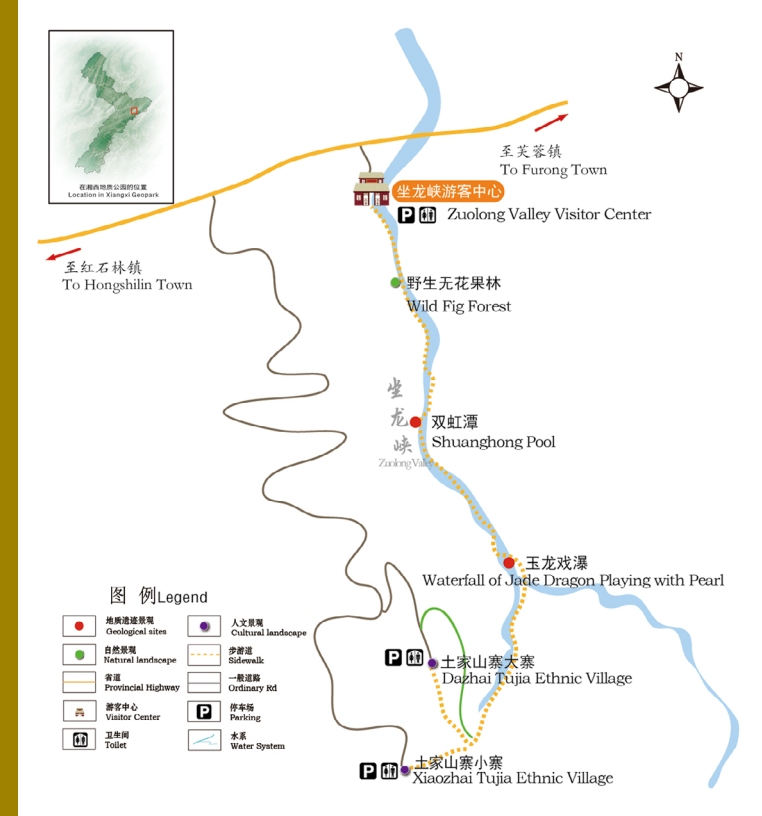 在湘西地质公园的位置
Location in Xiangxi Geopark
N
至芙蓉镇
To Furong Town
坐龙峡游客中心
P
Zuolong Valley Visitor Center
至红石林镇
To Hongshilin Town
野生无花果林
Wild Fig Forest
坐龙峡
Zuolong Valley
双虹潭
Shuanghong Pool
玉龙戏瀑
Waterfall of Jade Dragon Playing with Pearl
P
土家山寨大寨
Dazhai Tujia Ethnic Village
P
土家山寨小寨
Xiaozhai Tujia Ethnic Village
图 例Legend
地质遗迹景观
Geological sites
人文景观
Cultural landscape
自然景观
Natural landscape
步游道
Sidewalk
省道
Provincial Highway
一般道路
Ordinary Rd
游客中心
Visitor Center
P
停车场
Parking
卫生间
Toilet
水系
Water System